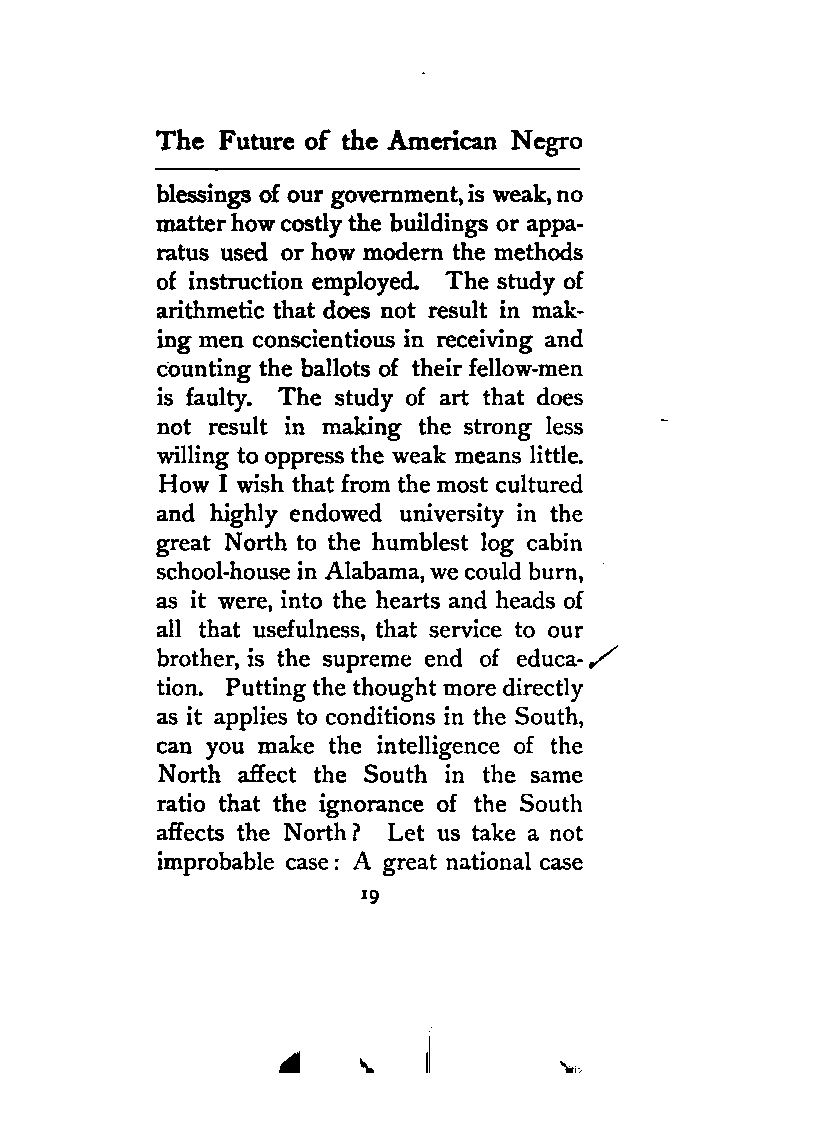 The Future of the American Negro
blessings of our government, is weak, no
matter how costly the buildings or appa-
ratus used or how modern the methods
of instruction employed. The study of
arithmetic that does not result in mak-
ing men conscientious in receiving and
counting the ballots of their fellow-men
is faulty. The study of art that does
not result in making the strong less
willing to oppress the weak means little.
How I wish that from the most cultured
and highly endowed university in the
great North to the humblest log cabin
school-house in Alabama, we could burn,
as it were, into the hearts and heads of
all that usefulness, that service to our
brother, is the supreme end of educa-
tion. Putting the thought more directly
as it applies to conditions in the South,
can you make the intelligence of the
North affect the South in the same
ratio that the ignorance of the South
affects the North? Let us take a not
improbable case: A great national case
19